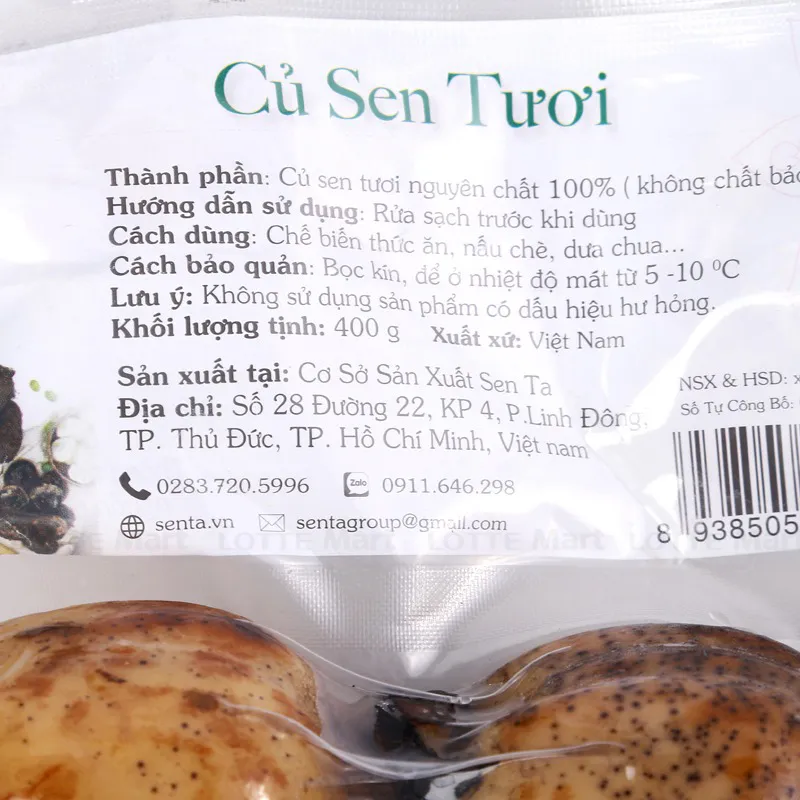 Củ Sen Tươi
Thành phần: Củ sen tươi nguyên chất 100% ( không chất bảo
Hướng dẫn sử dụng: Rửa sạch trước khi dùng
Cách dùng: Chế biến thức ăn, nấu chè, dưa chua...
Cách bảo quản: Bọc kín, để ở nhiệt độ mát từ 5 -10 ⁰C
Lưu ý: Không sử dụng sản phẩm có dấu hiệu hư hỏng.
Khối lượng tịnh: 400 g Xuất xứ: Việt Nam
Sản xuất tại: Cơ Sở Sản Xuất Sen Ta
Địa chỉ: Số 28 Đường 22, KP 4, P.Linh Đông,
TP. Thủ Đức, TP. Hồ Chí Minh, Việt nam
NSX & HSD: x
Số Tự Công Bố:
0283.720.5996 Zalo 0911.646.298
senta.vn sentagroup@gmail.com
8 938505
LOTTE Mart LOTTE Mart LOTTE Mart LOTTE Mart